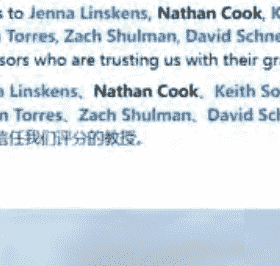 s to Jenna Linskens, Nathan Cook, K
Torres, Zach Shulman, David Schne
sors who are trusting us with their gra
Linskens、Nathan Cook、Keith So
n Torres、Zach Shulman、David Sch
信任我们评分的教授。